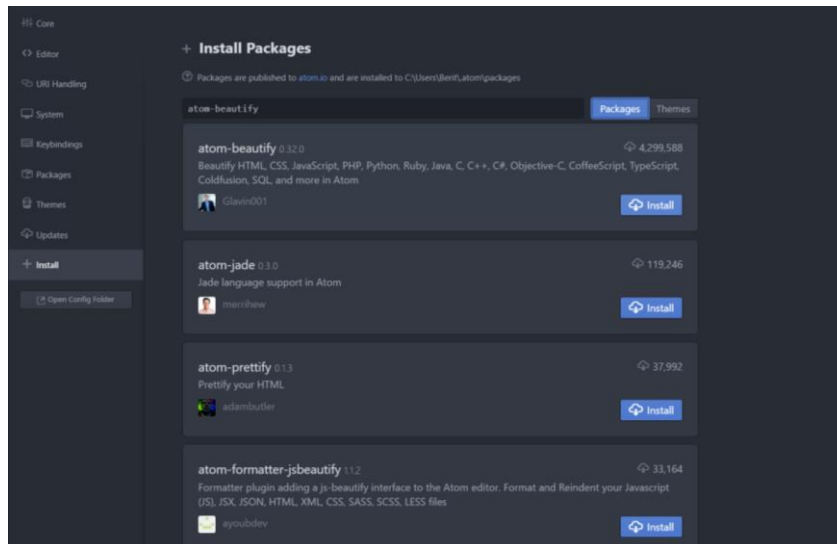 Core
Editor
URI Handling
System
Keybindings
Packages
Themes
Updates
+ Install
Open Config Folder
+ Install Packages
? Packages are published to atom.io and are installed to C:\Users\Berit\.atom\packages
atom-beautify
Packages Themes
atom-beautify 0.32.0
4,299,588
Beautify HTML, CSS, JavaScript, PHP, Python, Ruby, Java, C, C++, C#, Objective-C, CoffeeScript, TypeScript,
Coldfusion, SQL, and more in Atom
Glavin001
Install
atom-jade 0.3.0
119,246
Jade language support in Atom
merrihew
Install
atom-prettify 0.1.3
37,992
Prettify your HTML
adambutler
Install
atom-formatter-jsbeautify 1.1.2
33,164
Formatter plugin adding a js-beautify interface to the Atom editor. Format and Reindent your Javascript
(JS), JSX, JSON, HTML, XML, CSS, SASS, SCSS, LESS files
ayoubdev
Install